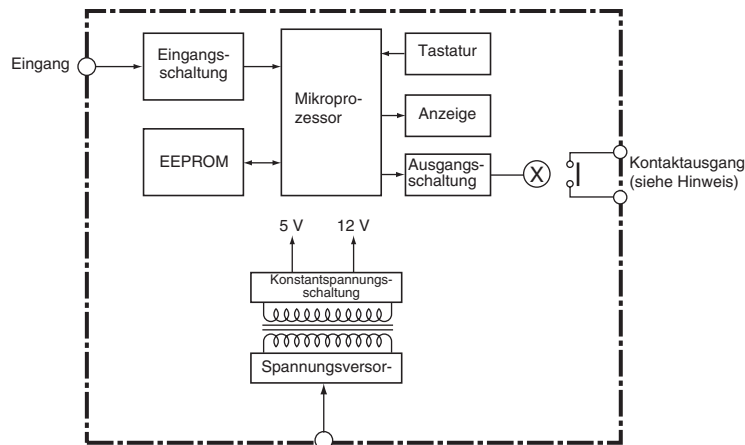 Eingang
Eingangs-
schaltung
Mikropro-
zessor
Tastatur
Anzeige
EEPROM
Ausgangs-
schaltung
X
Kontaktausgang
(siehe Hinweis)
5 V
12 V
Konstantspannungs-
schaltung
Spannungsversor-